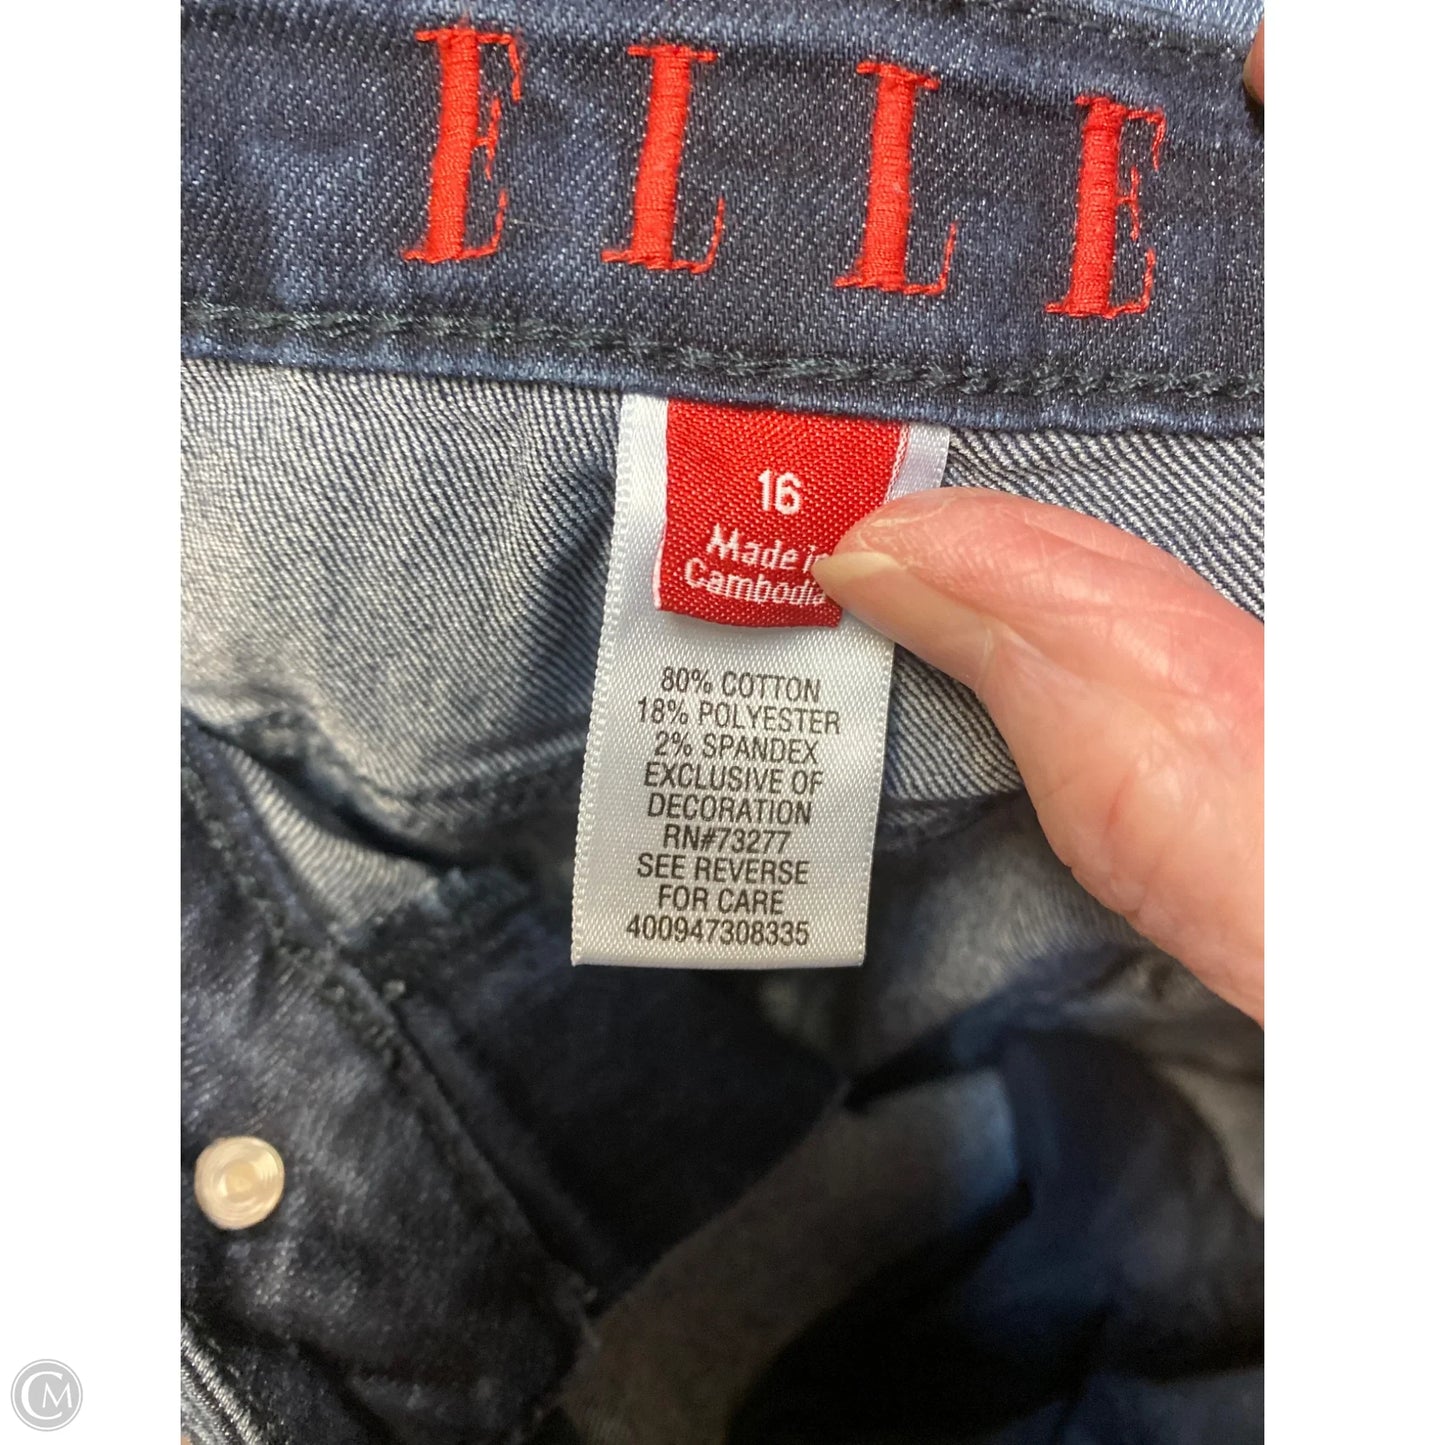 ELLE
16
Made in
Cambodia
80% COTTON
18% POLYESTER
2% SPANDEX
EXCLUSIVE OF
DECORATION
RN#73277
SEE REVERSE
FOR CARE
400947308335
CM